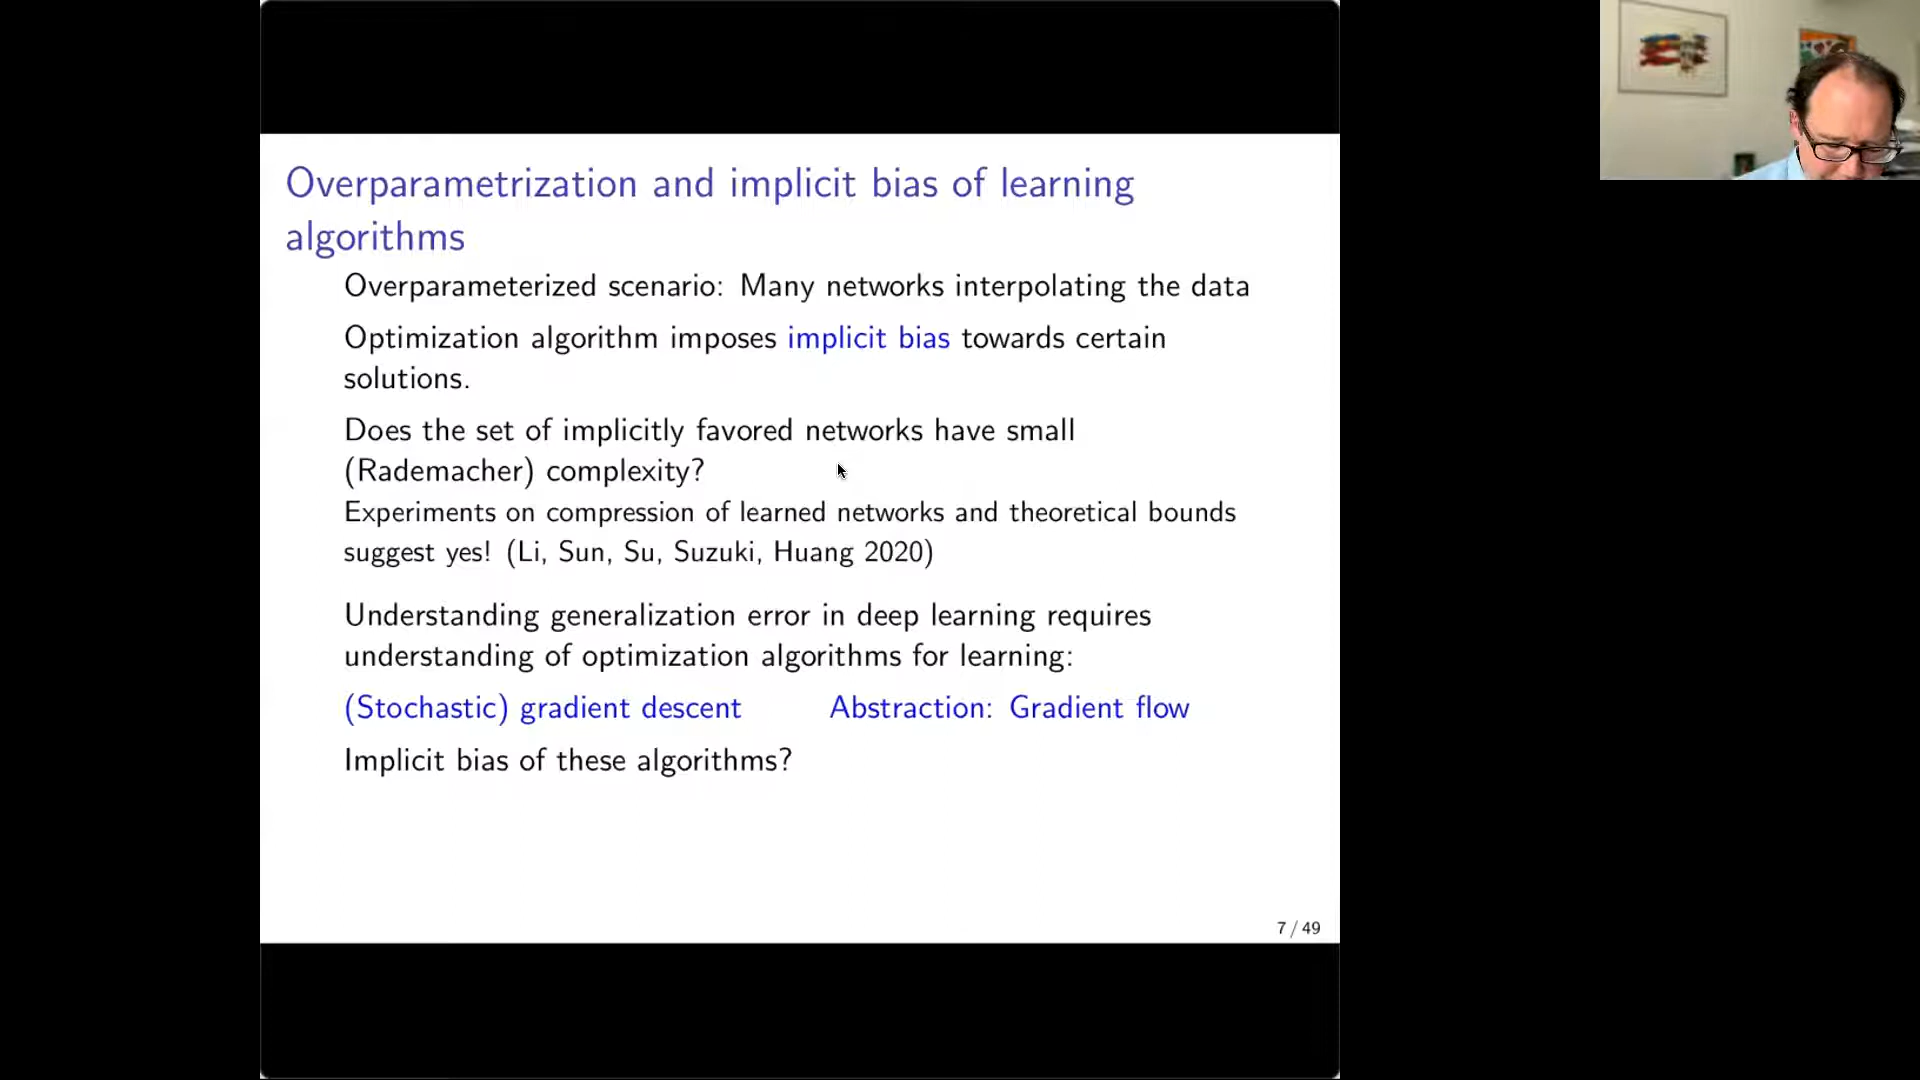 Overparametrization and implicit bias of learning
algorithms
Overparameterized scenario: Many networks interpolating the data
Optimization algorithm imposes implicit bias towards certain
solutions.
Does the set of implicitly favored networks have small
(Rademacher) complexity?
Experiments on compression of learned networks and theoretical bounds
suggest yes! (Li, Sun, Su, Suzuki, Huang 2020)
Understanding generalization error in deep learning requires
understanding of optimization algorithms for learning:
(Stochastic) gradient descent Abstraction: Gradient flow
Implicit bias of these algorithms?
7 / 49